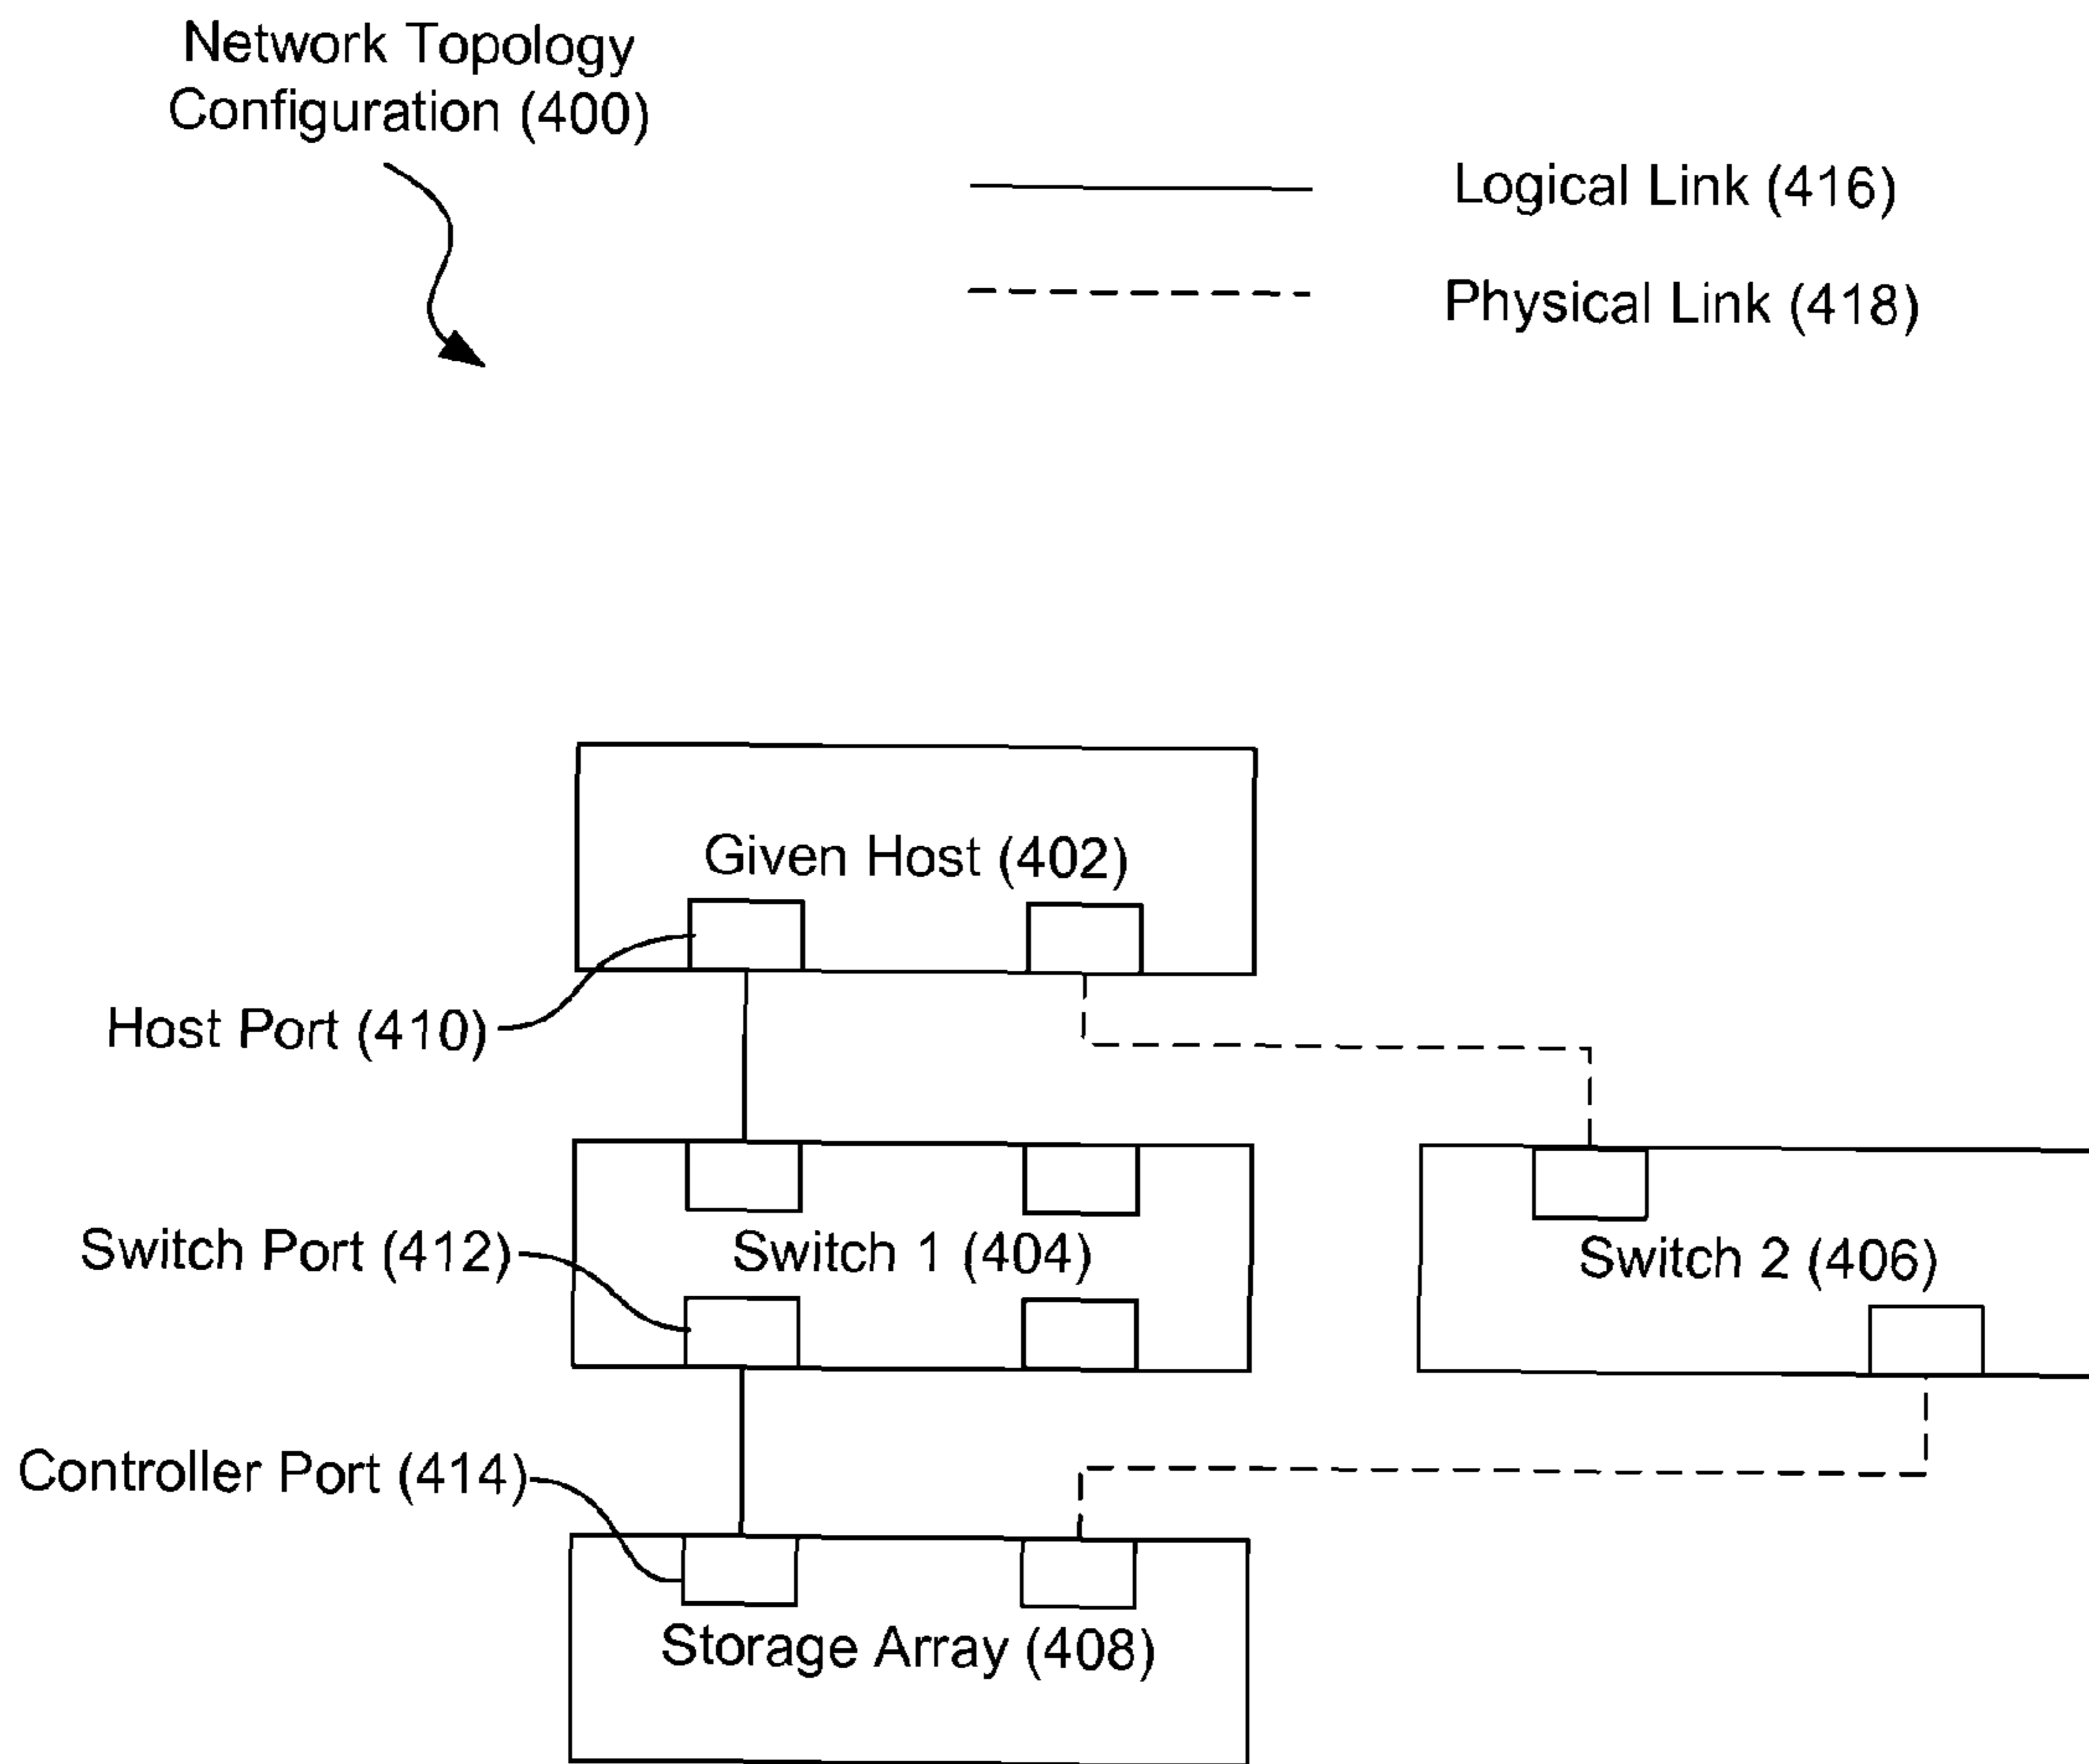 Network Topology
Configuration (400)
Logical Link (416)
Physical Link (418)
Given Host (402)
Host Port (410)
Switch Port (412)
Switch 1 (404)
Switch 2 (406)
Controller Port (414)
Storage Array (408)